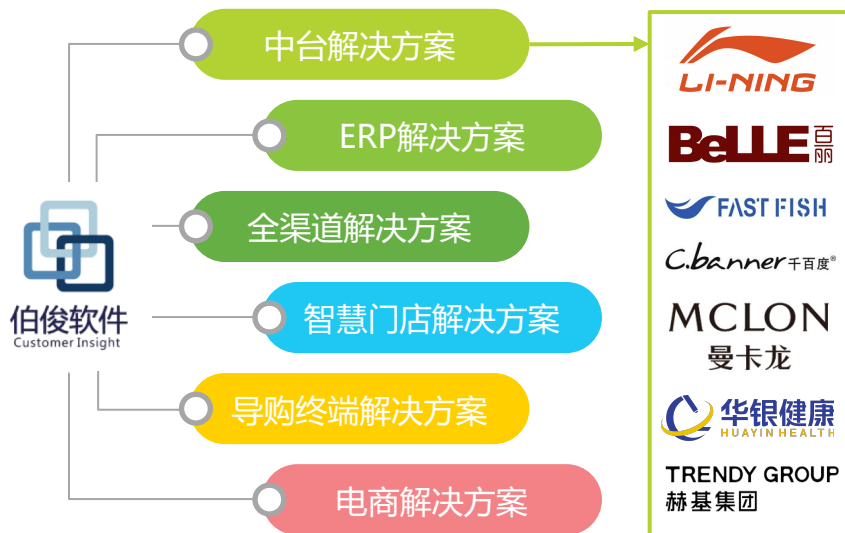 中台解决方案
ERP解决方案
全渠道解决方案
智慧门店解决方案
导购终端解决方案
电商解决方案
伯俊软件
Customer Insight
LI-NING
BeLLE 百丽
FAST FISH
C.banner 千百度®
MCLON
曼卡龙
华银健康
HUAYIN HEALTH
TRENDY GROUP
赫基集团